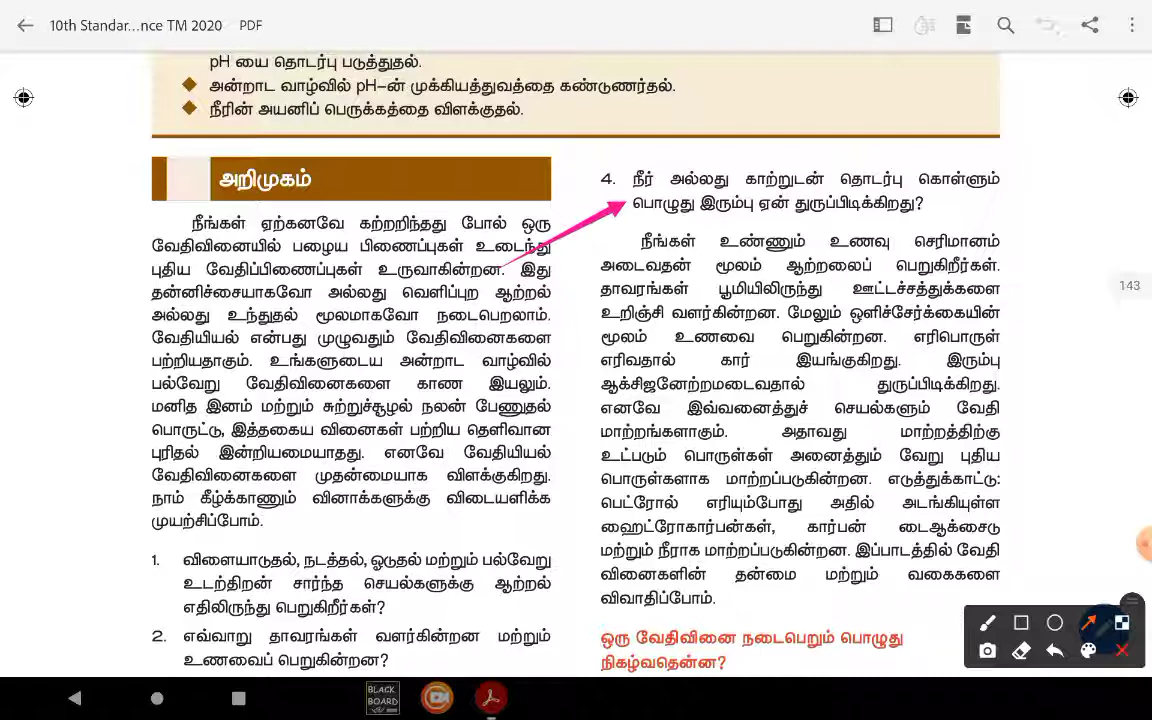 10th Standar...nce TM 2020 PDF
pH யை தொடர்பு படுத்துதல்.
அன்றாட வாழ்வில் pH-ன் முக்கியத்துவத்தை கண்டுணர்தல்.
நீரின் அயனிப் பெருக்கத்தை விளக்குதல்.
அறிமுகம்
நீங்கள் ஏற்கனவே கற்றறிந்தது போல் ஒரு
வேதிவினையில் பழைய பிணைப்புகள் உடைந்து
புதிய வேதிப்பிணைப்புகள் உருவாகின்றன. இது
தன்னிச்சையாகவோ அல்லது வெளிப்புற ஆற்றல்
அல்லது உந்துதல் மூலமாகவோ நடைபெறலாம்.
வேதியியல் என்பது முழுவதும் வேதிவினைகளை
பற்றியதாகும். உங்களுடைய அன்றாட வாழ்வில்
பல்வேறு வேதிவினைகளை காண இயலும்.
மனித இனம் மற்றும் சுற்றுச்சூழல் நலன் பேணுதல்
பொருட்டு, இத்தகைய வினைகள் பற்றிய தெளிவான
புரிதல் இன்றியமையாதது. எனவே வேதியியல்
வேதிவினைகளை முதன்மையாக விளக்குகிறது.
நாம் கீழ்க்காணும் வினாக்களுக்கு விடையளிக்க
முயற்சிப்போம்.
1. விளையாடுதல், நடத்தல், ஓடுதல் மற்றும் பல்வேறு
உடற்திறன் சார்ந்த செயல்களுக்கு ஆற்றல்
எதிலிருந்து பெறுகிறீர்கள்?
2. எவ்வாறு தாவரங்கள் வளர்கின்றன மற்றும்
உணவைப் பெறுகின்றன?
4. நீர் அல்லது காற்றுடன் தொடர்பு கொள்ளும்
பொழுது இரும்பு ஏன் துருப்பிடிக்கிறது?
நீங்கள் உண்ணும் உணவு செரிமானம்
அடைவதன் மூலம் ஆற்றலைப் பெறுகிறீர்கள்.
தாவரங்கள் பூமியிலிருந்து ஊட்டச்சத்துக்களை
உறிஞ்சி வளர்கின்றன. மேலும் ஒளிச்சேர்க்கையின்
மூலம் உணவை பெறுகின்றன. எரிபொருள்
எரிவதால் கார் இயங்குகிறது. இரும்பு
ஆக்சிஜனேற்றமடைவதால் துருப்பிடிக்கிறது.
எனவே இவ்வனைத்துச் செயல்களும் வேதி
மாற்றங்களாகும். அதாவது மாற்றத்திற்கு
உட்படும் பொருள்கள் அனைத்தும் வேறு புதிய
பொருள்களாக மாற்றப்படுகின்றன. எடுத்துக்காட்டு:
பெட்ரோல் எரியும்போது அதில் அடங்கியுள்ள
ஹைட்ரோகார்பன்கள், கார்பன் டைஆக்சைடு
மற்றும் நீராக மாற்றப்படுகின்றன. இப்பாடத்தில் வேதி
வினைகளின் தன்மை மற்றும் வகைகளை
விவாதிப்போம்.
ஒரு வேதிவினை நடைபெறும் பொழுது
நிகழ்வதென்ன?
143
BLACK
BOARD